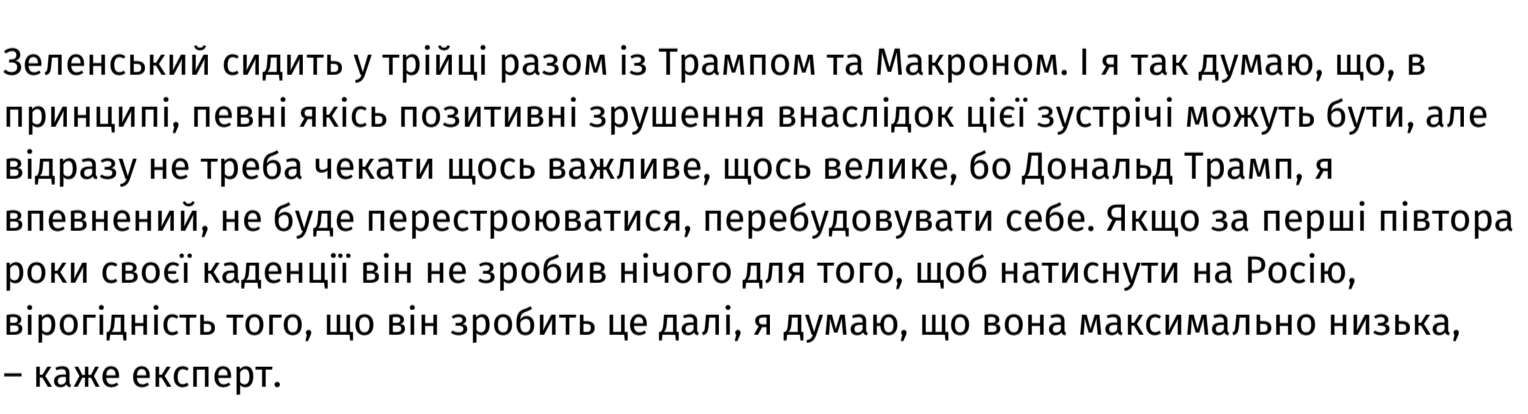 Зеленський сидить у трійці разом із Трампом та Макроном. І я так думаю, що, в
принципі, певні якісь позитивні зрушення внаслідок цієї зустрічі можуть бути, але
відразу не треба чекати щось важливе, щось велике, бо Дональд Трамп, я
впевнений, не буде перестроюватися, перебудовувати себе. Якщо за перші півтора
роки своєї каденції він не зробив нічого для того, щоб натиснути на Росію,
вірогідність того, що він зробить це далі, я думаю, що вона максимально низька,
– каже експерт.